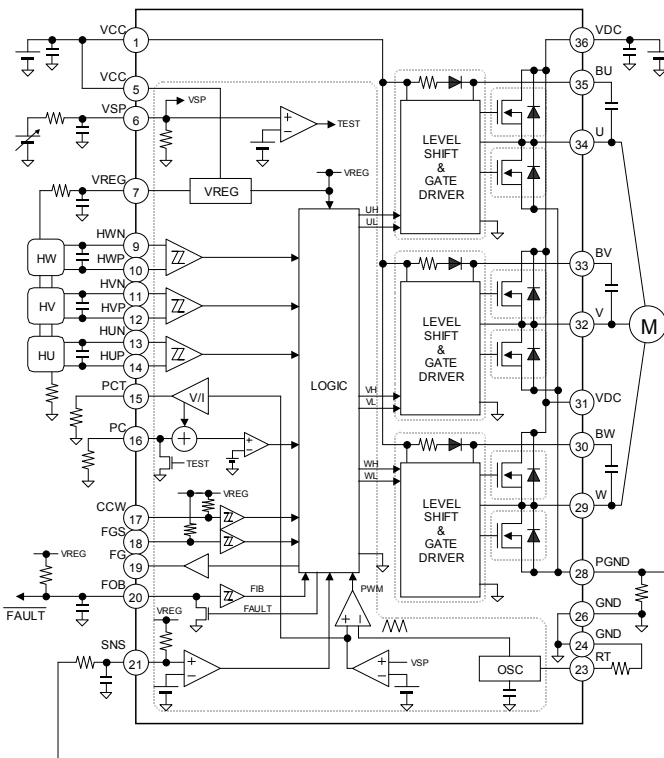 VCC
1
VCC
5
VSP
6
VSP
TEST
VREG
7
VREG
VREG
HWN
9
HW
HWP
10
HVN
11
HV
HVP
12
HUN
13
HU
HUP
14
PCT
15
V/I
PC
16
TEST
LOGIC
CCW
17
VREG
FGS
18
FG
19
VREG
FOB
20
FIB
FAULT
FAULT
VREG
SNS
21
PWM
VSP
OSC
UH
UL
LEVEL
SHIFT
&
GATE
DRIVER
VH
VL
LEVEL
SHIFT
&
GATE
DRIVER
WH
WL
LEVEL
SHIFT
&
GATE
DRIVER
36
VDC
35
BU
34
U
33
BV
32
V
M
31
VDC
30
BW
29
W
28
PGND
26
GND
24
GND
23
RT